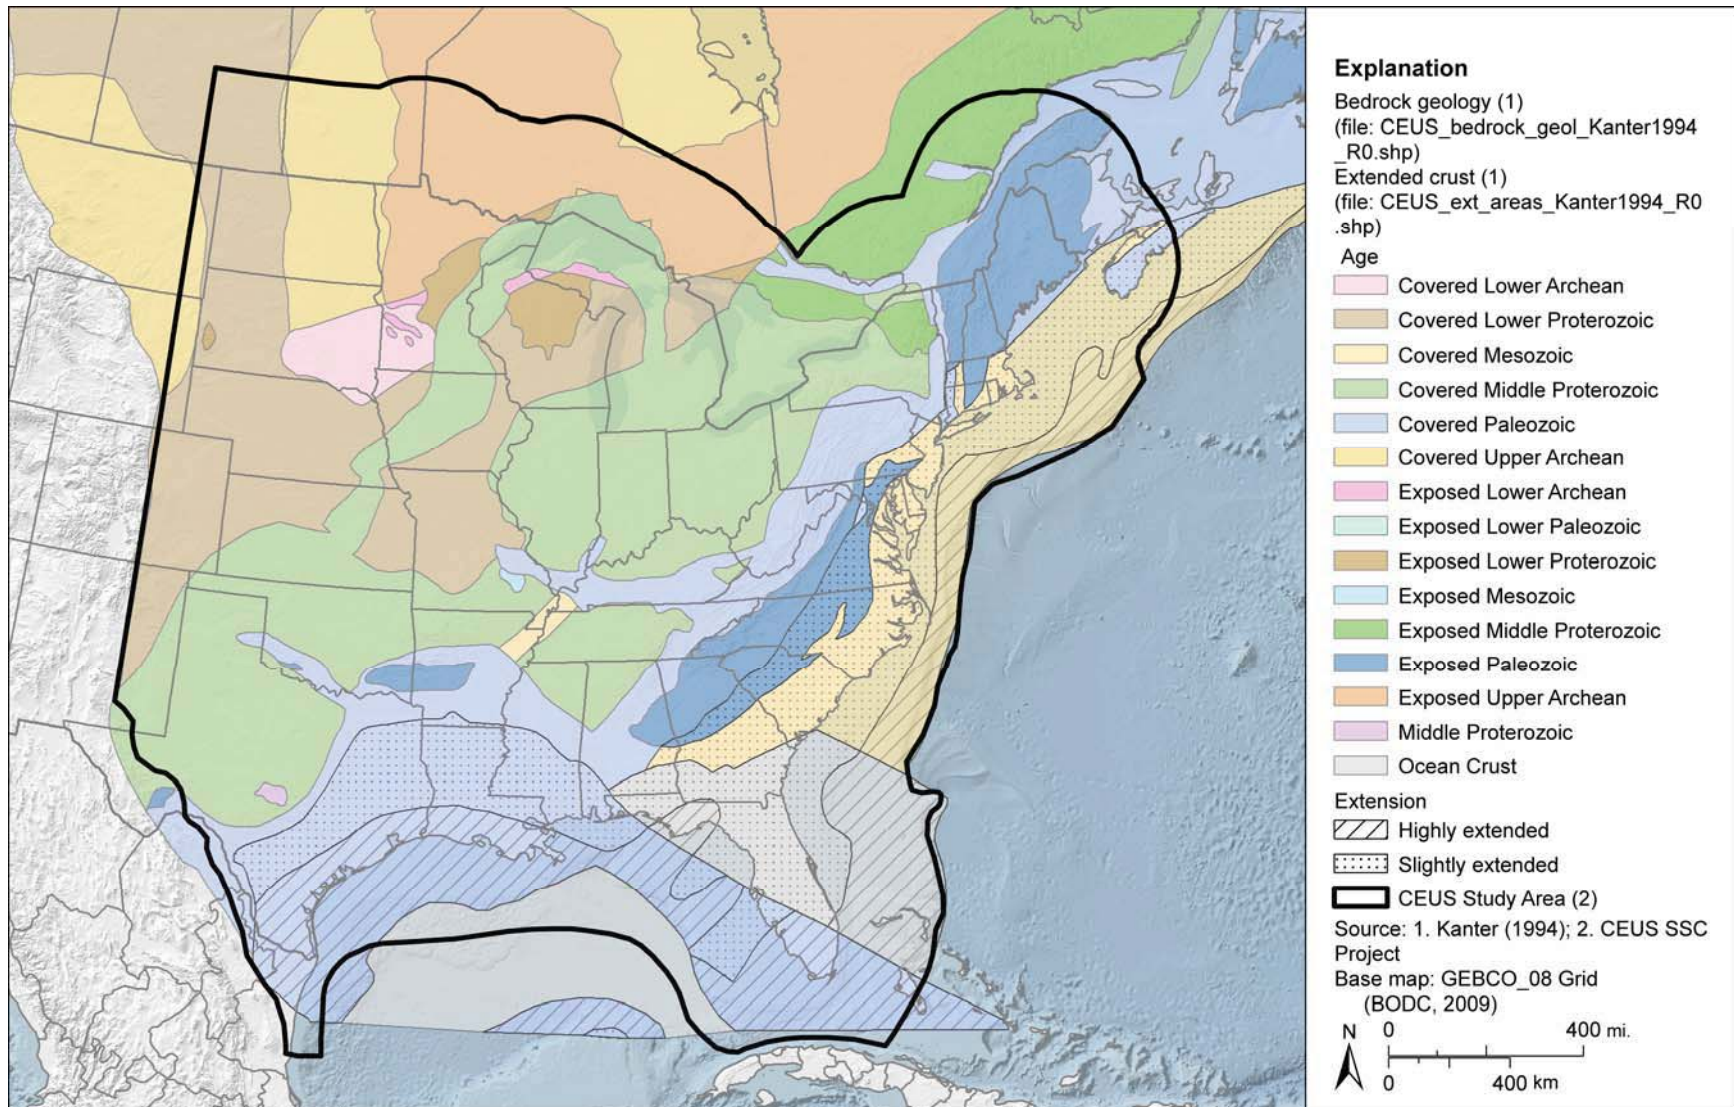 Explanation
Bedrock geology (1)
(file: CEUS_bedrock_geol_Kanter1994
_R0.shp)
Extended crust (1)
(file: CEUS_ext_areas_Kanter1994_R0
.shp)
Age
Covered Lower Archean
Covered Lower Proterozoic
Covered Mesozoic
Covered Middle Proterozoic
Covered Paleozoic
Covered Upper Archean
Exposed Lower Archean
Exposed Lower Paleozoic
Exposed Lower Proterozoic
Exposed Mesozoic
Exposed Middle Proterozoic
Exposed Paleozoic
Exposed Upper Archean
Middle Proterozoic
Ocean Crust
Extension
Highly extended
Slightly extended
CEUS Study Area (2)
Source: 1. Kanter (1994); 2. CEUS SSC
Project
Base map: GEBCO_08 Grid
(BODC, 2009)
N
0 400 mi.
0 400 km